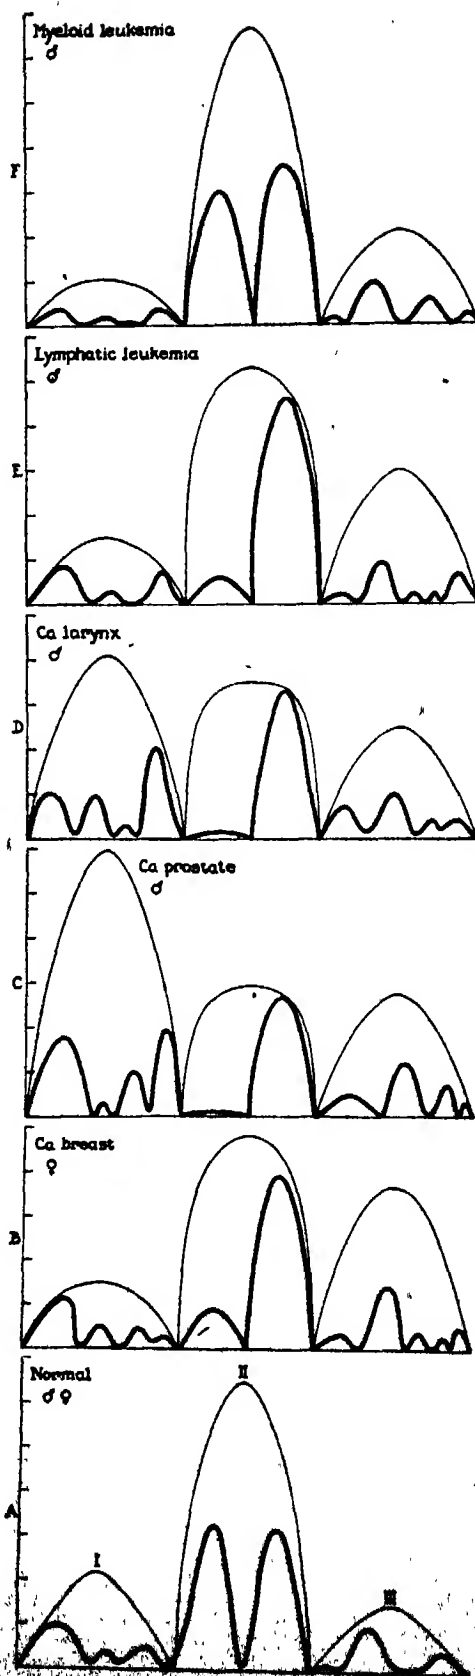 Myeloid leukemia
♂
F
Lymphatic leukemia
♂
E
Ca larynx
♂
D
Ca prostate
♂
C
Ca breast
♀
B
Normal
♂ ♀
II
A
I
III